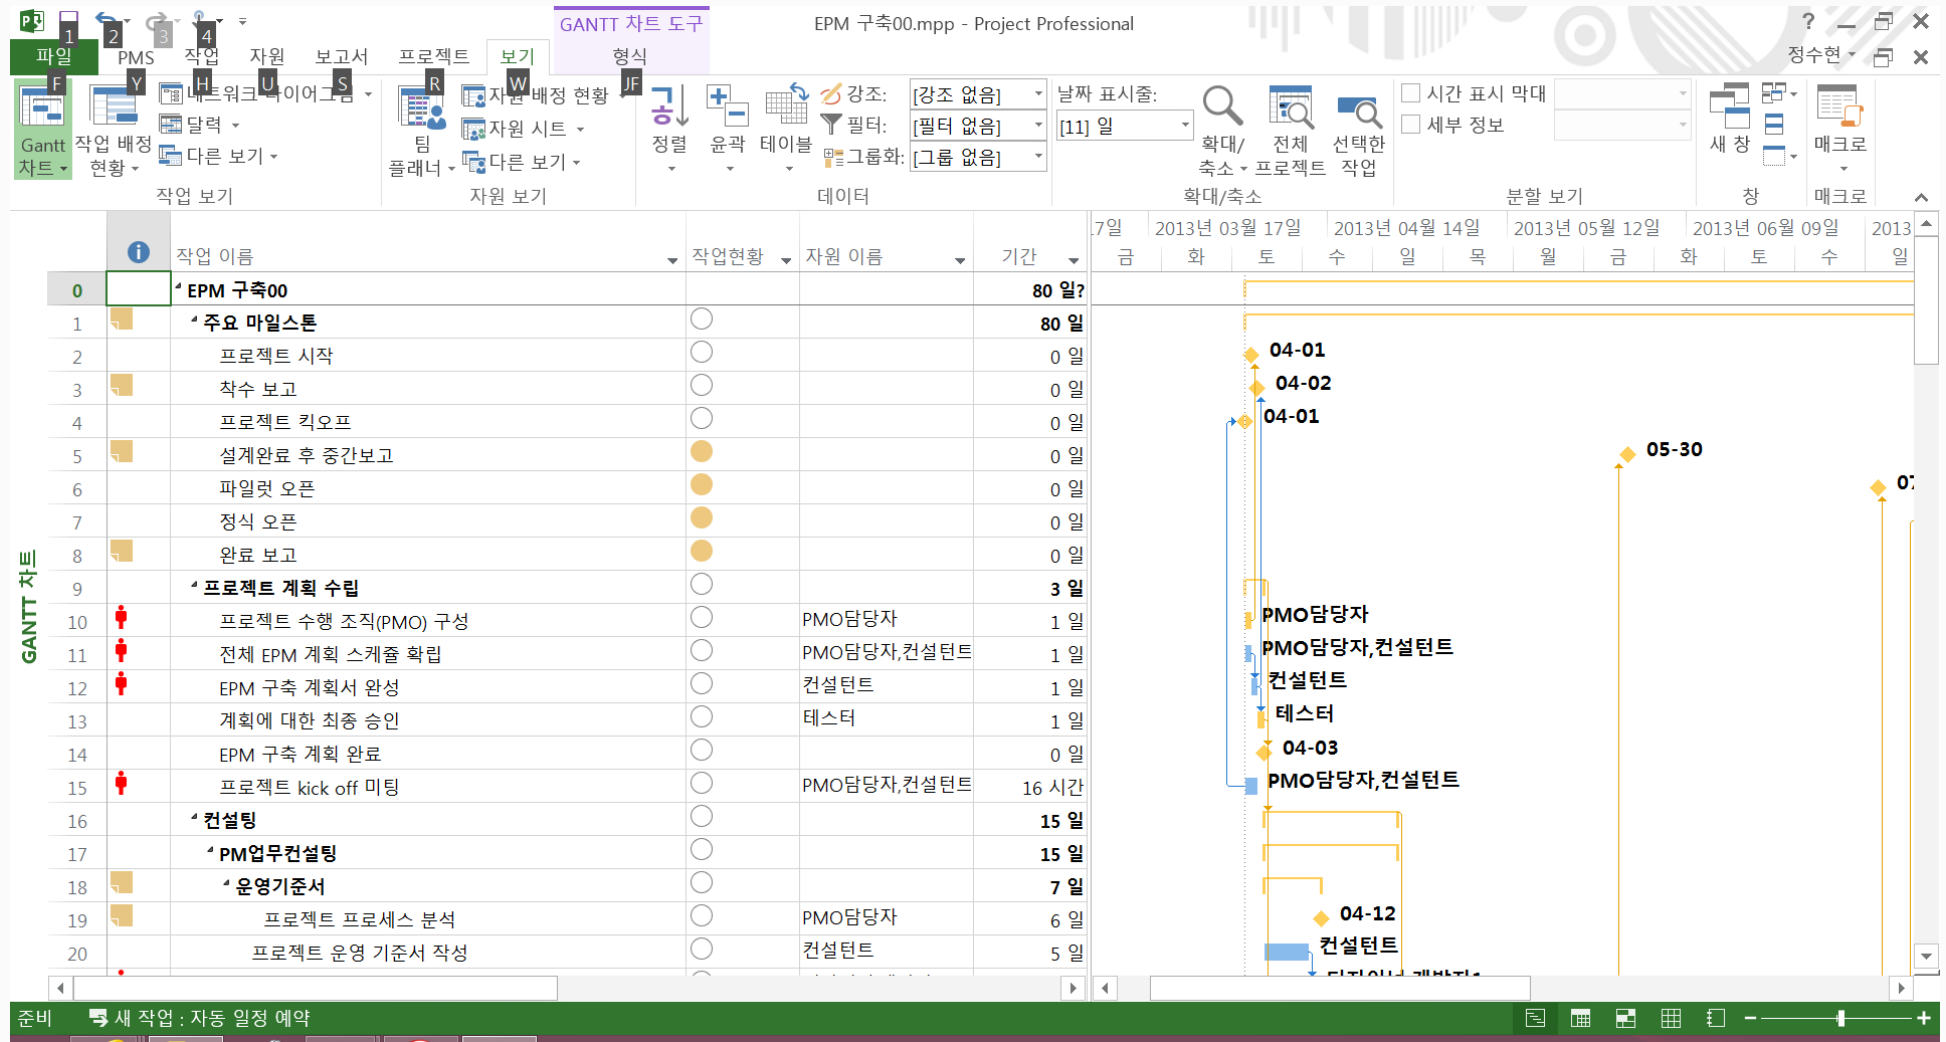 GANTT 차트 도구
EPM 구축00.mpp - Project Professional
?
1 2 3 4
파일 PMS 작업 자원 보고서 프로젝트 보기 형식
정수현
F Y H U S R W JF
Gantt
차트
작업 배정
현황
네트워크 다이어그램
달력
다른 보기
작업 보기
팀
플래너
자원 배정 현황
자원 시트
다른 보기
자원 보기
정렬
윤곽
테이블
강조: [강조 없음]
필터: [필터 없음]
그룹화: [그룹 없음]
데이터
날짜 표시줄:
[11] 일
확대/
축소
전체
프로젝트
선택한
작업
확대/축소
시간 표시 막대
세부 정보
분할 보기
새 창
창
매크로
매크로
작업 이름 작업현황 자원 이름 기간
17일 2013년 03월 17일 2013년 04월 14일 2013년 05월 12일 2013년 06월 09일 2013
금 화 토 수 일 목 월 금 화 토 수 일
GANTT 차트
0 EPM 구축00 80 일?
1 주요 마일스톤 80 일
2 프로젝트 시작 0 일 04-01
3 착수 보고 0 일 04-02
4 프로젝트 킥오프 0 일 04-01
5 설계완료 후 중간보고 0 일 05-30
6 파일럿 오픈 0 일 07
7 정식 오픈 0 일
8 완료 보고 0 일
9 프로젝트 계획 수립 3 일
10 프로젝트 수행 조직(PMO) 구성 PMO담당자 1 일 PMO담당자
11 전체 EPM 계획 스케쥴 확립 PMO담당자,컨설턴트 1 일 PMO담당자,컨설턴트
12 EPM 구축 계획서 완성 컨설턴트 1 일 컨설턴트
13 계획에 대한 최종 승인 테스터 1 일 테스터
14 EPM 구축 계획 완료 0 일 04-03
15 프로젝트 kick off 미팅 PMO담당자,컨설턴트 16 시간 PMO담당자,컨설턴트
16 컨설팅 15 일
17 PM업무컨설팅 15 일
18 운영기준서 7 일
19 프로젝트 프로세스 분석 PMO담당자 6 일 04-12
20 프로젝트 운영 기준서 작성 컨설턴트 5 일 컨설턴트
준비 새 작업 : 자동 일정 예약